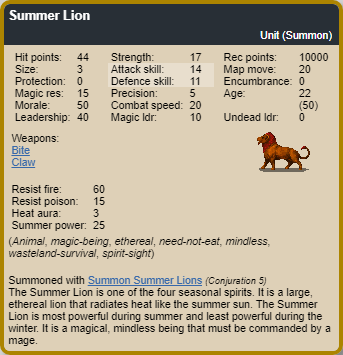 Summer Lion
Unit (Summon)
Hit points: 44 Strength: 17 Rec points: 10000
Size: 3 Attack skill: 14 Map move: 20
Protection: 0 Defence skill: 11 Encumbrance: 0
Magic res: 15 Precision: 5 Age: 22
Morale: 50 Combat speed: 20 (50)
Leadership: 40 Magic ldr: 10 Undead ldr: 0
Weapons:
Bite
Claw
Resist fire: 60
Resist poison: 15
Heat aura: 3
Summer power: 25
(Animal, magic-being, ethereal, need-not-eat, mindless,
wasteland-survival, spirit-sight)
Summoned with Summon Summer Lions (Conjuration 5)
The Summer Lion is one of the four seasonal spirits. It is a large,
ethereal lion that radiates heat like the summer sun. The Summer
Lion is most powerful during summer and least powerful during the
winter. It is a magical, mindless being that must be commanded by a
mage.